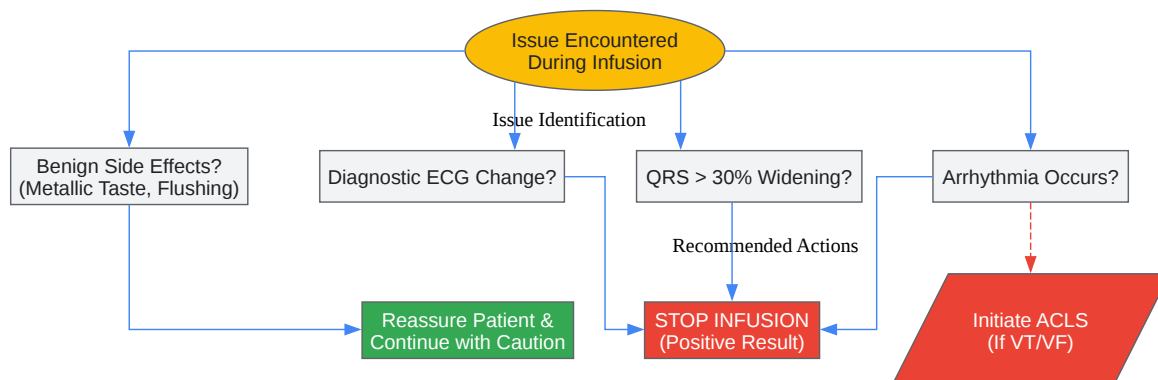 Issue Encountered
During Infusion
Issue Identification
Benign Side Effects?
(Metallic Taste, Flushing)
Diagnostic ECG Change?
QRS > 30% Widening?
Arrhythmia Occurs?
Recommended Actions
Reassure Patient &
Continue with Caution
STOP INFUSION
(Positive Result)
Initiate ACLS
(If VT/VF)